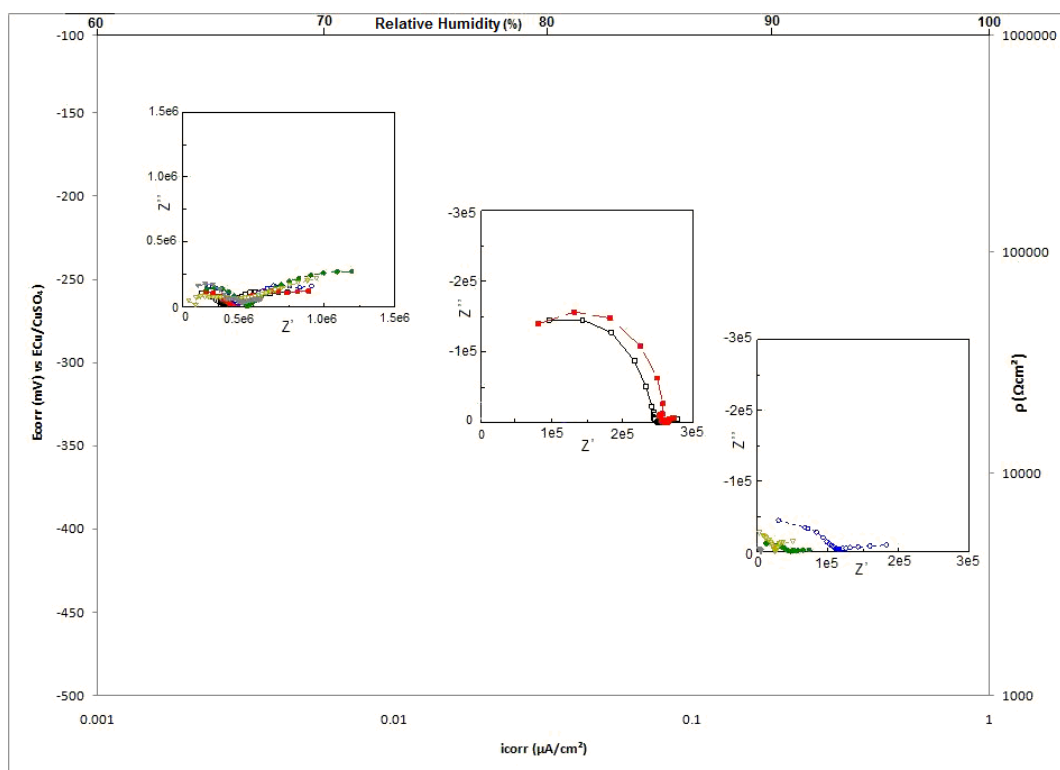 60 70 Relative Humidity (%) 80 90 100
-100
-150
-200
-250
-300
-350
-400
-450
-500
Ecorr (mV) vs ECu/CuSO₄)
1000000
100000
10000
1000
ρ (Ωcm²)
1.5e6
1.0e6
0.5e6
0
Z''
0.5e6 1.0e6 1.5e6
Z'
-3e5
-2e5
-1e5
0
Z''
0 1e5 2e5 3e5
Z'
-3e5
-2e5
-1e5
0
Z''
0 1e5 2e5 3e5
Z'
0.001 0.01 0.1 1
icorr (µA/cm²)